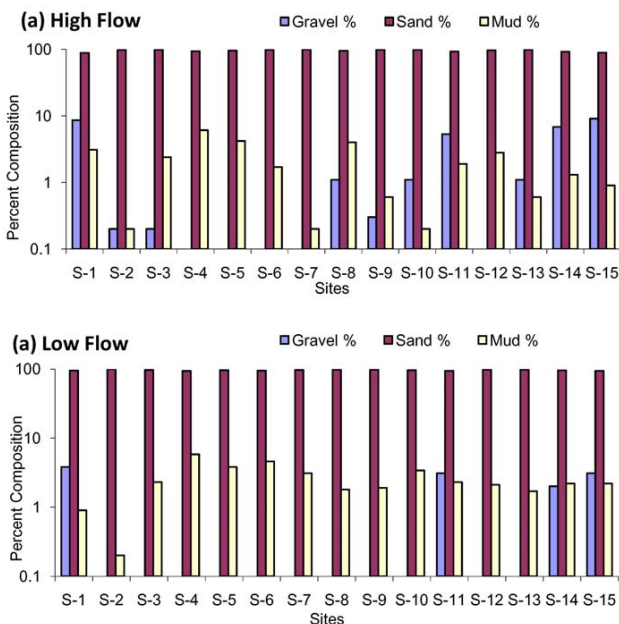 (a) High Flow
Gravel % Sand % Mud %
100
10
1
0.1
Percent Composition
S-1 S-2 S-3 S-4 S-5 S-6 S-7 S-8 S-9 S-10 S-11 S-12 S-13 S-14 S-15
Sites
(a) Low Flow
Gravel % Sand % Mud %
100
10
1
0.1
Percent Composition
S-1 S-2 S-3 S-4 S-5 S-6 S-7 S-8 S-9 S-10 S-11 S-12 S-13 S-14 S-15
Sites